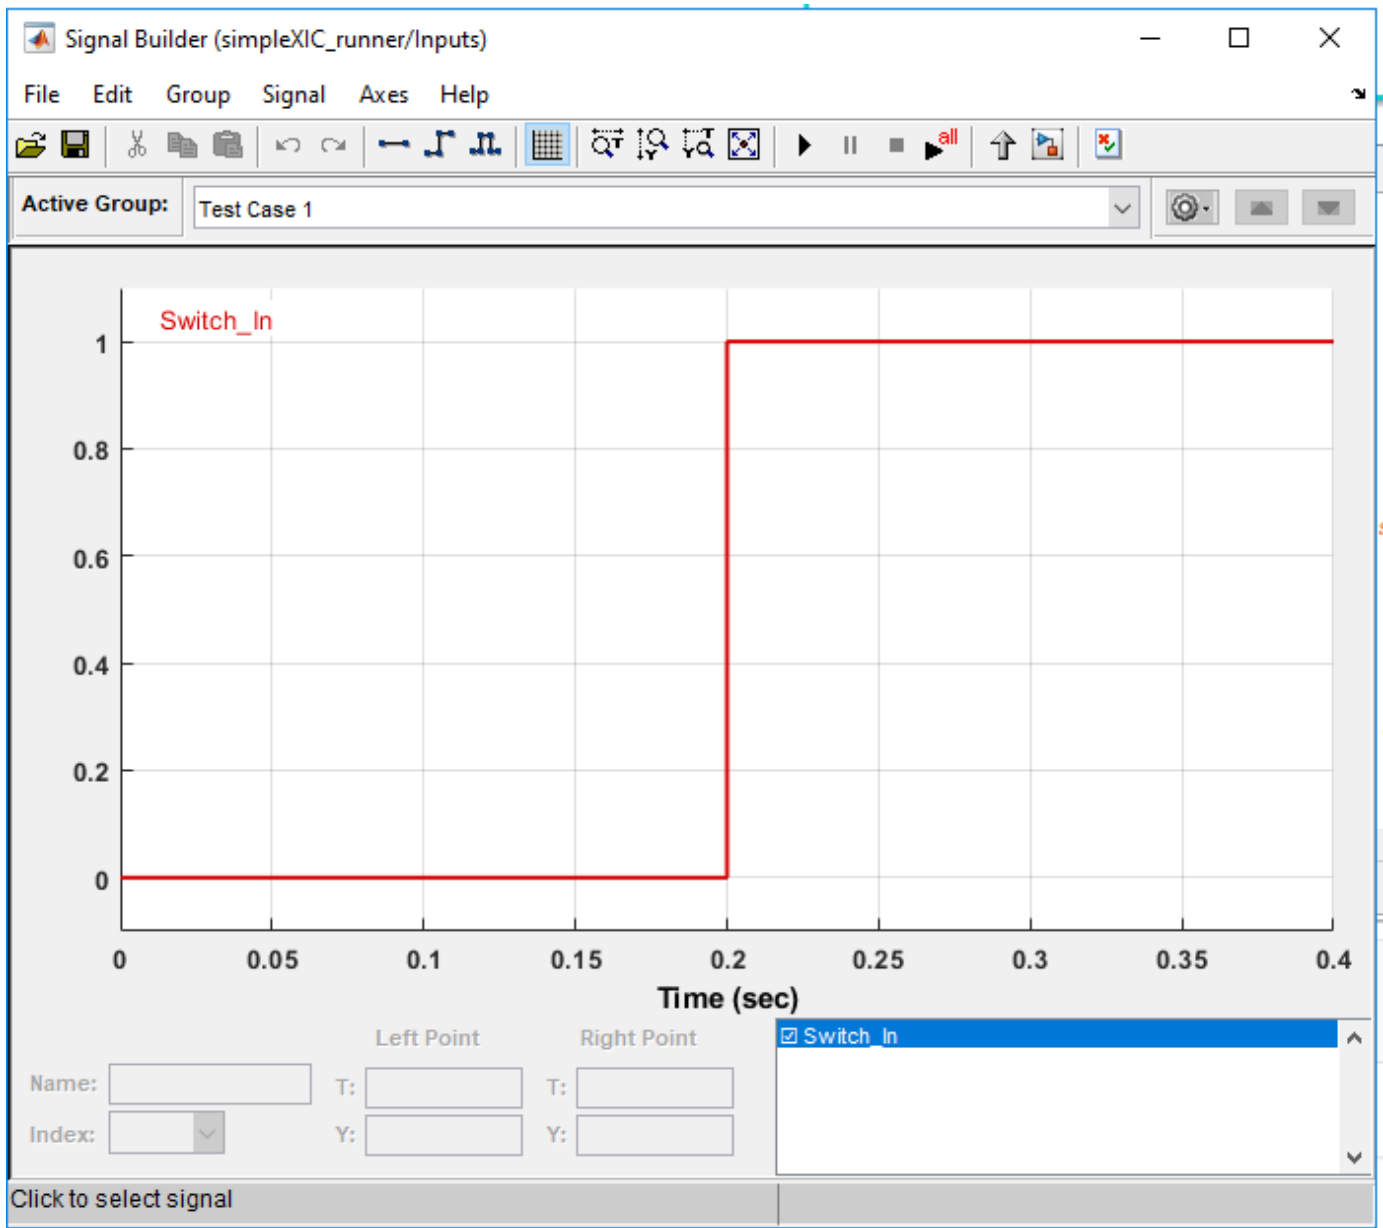 Signal Builder (simpleXIC_runner/Inputs)
File Edit Group Signal Axes Help
all
Active Group: Test Case 1
Switch_In
1
0.8
0.6
0.4
0.2
0
0 0.05 0.1 0.15 0.2 0.25 0.3 0.35 0.4
Time (sec)
Left Point Right Point
Switch_In
Name: T: T:
Index: Y: Y:
Click to select signal